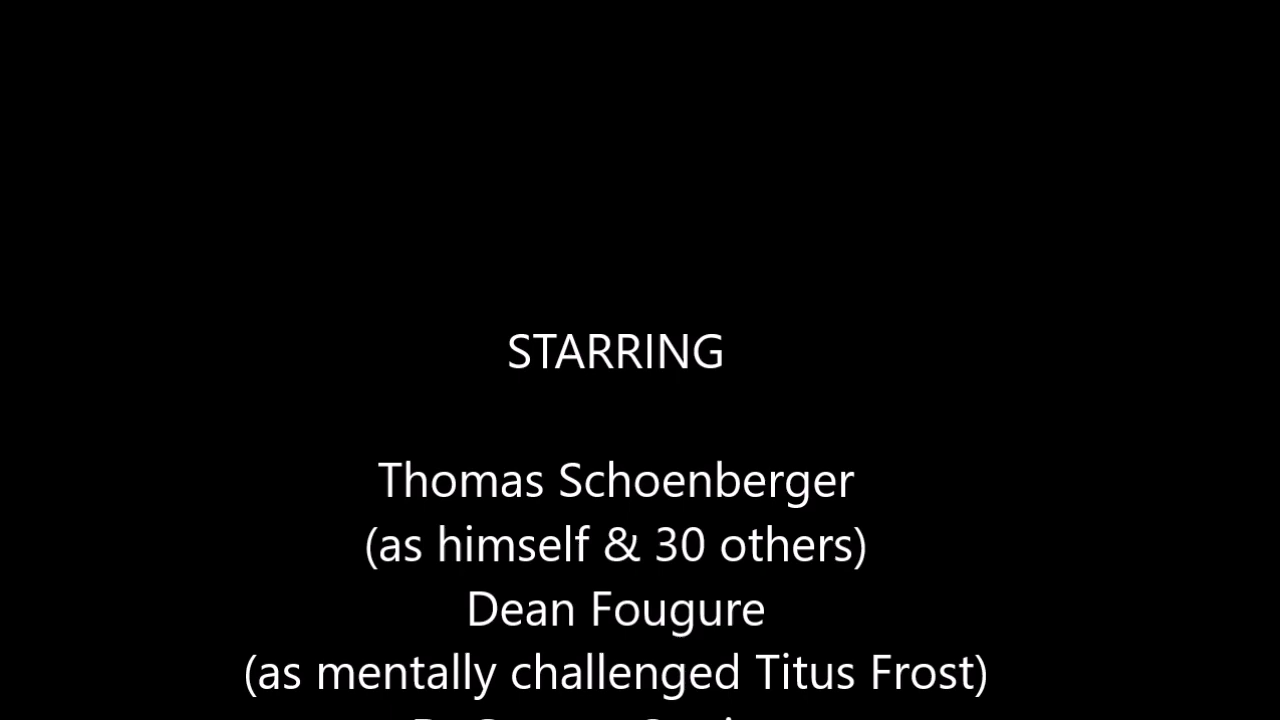 STARRING
Thomas Schoenberger
(as himself & 30 others)
Dean Fougure
(as mentally challenged Titus Frost)